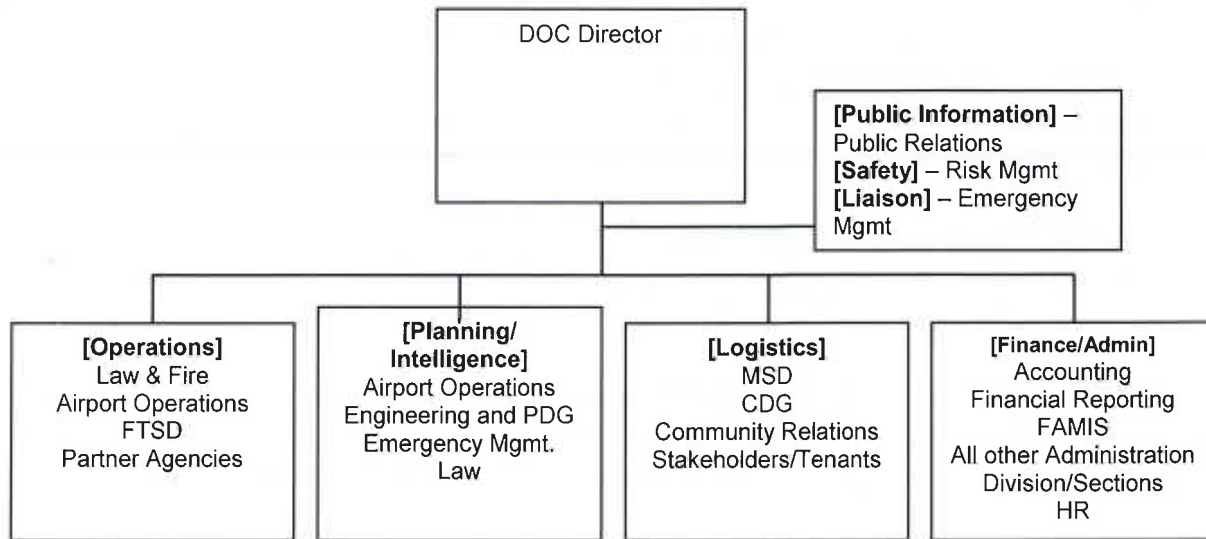 DOC Director
[Public Information] –
Public Relations
[Safety] – Risk Mgmt
[Liaison] – Emergency
Mgmt
[Operations]
Law & Fire
Airport Operations
FTSD
Partner Agencies
[Planning/
Intelligence]
Airport Operations
Engineering and PDG
Emergency Mgmt.
Law
[Logistics]
MSD
CDG
Community Relations
Stakeholders/Tenants
[Finance/Admin]
Accounting
Financial Reporting
FAMIS
All other Administration
Division/Sections
HR